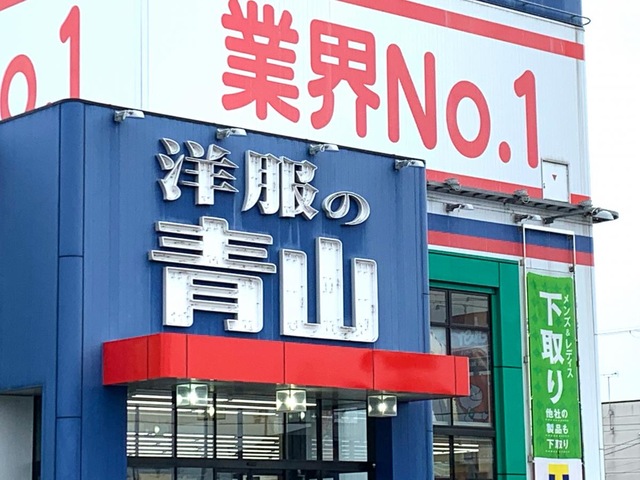 o.1
業界No.1
洋服の
青山
メンズ&レディス
下取り
他社の
製品も
下取り